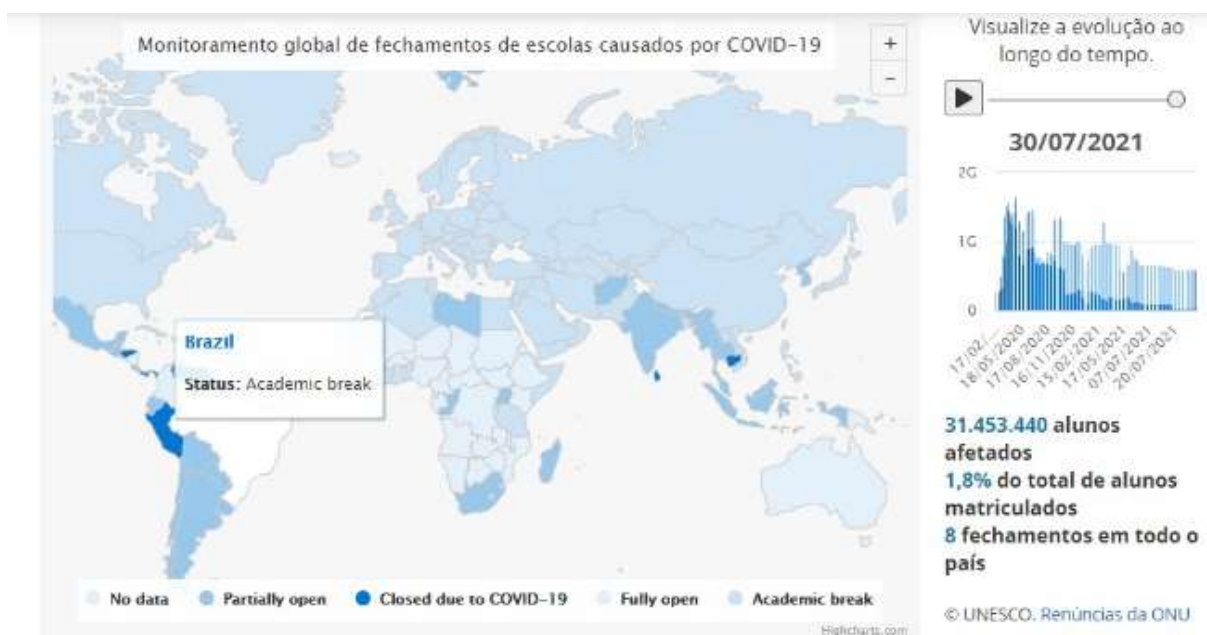 Monitoramento global de fechamentos de escolas causados por COVID-19
+
-
Brazil
Status: Academic break
No data
Partially open
Closed due to COVID-19
Fully open
Academic break
Highcharts.com
Visualize a evolução ao
longo do tempo.
30/07/2021
2G
1G
0
17/02/...
18/05/2020
17/08/2020
16/11/2020
15/02/2021
17/05/2021
07/07/2021
20/07/2021
31.453.440 alunos
afetados
1,8% do total de alunos
matriculados
8 fechamentos em todo o
país
© UNESCO. Renúncias da ONU